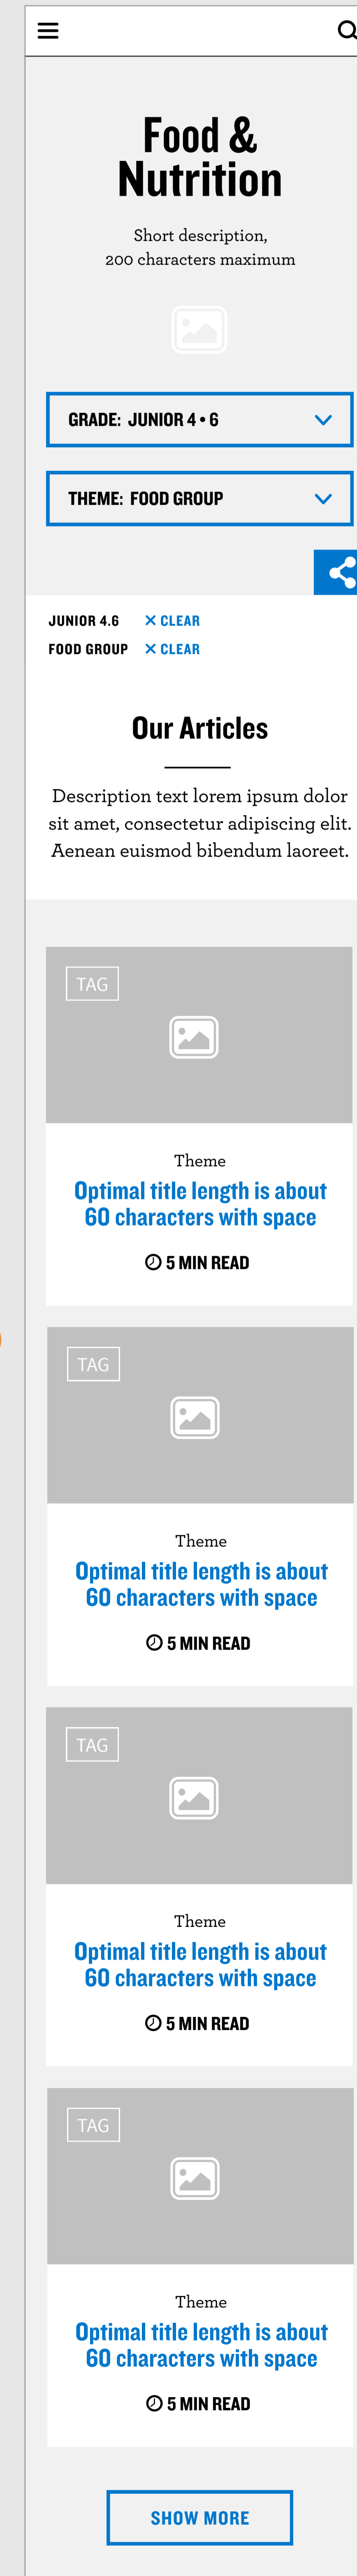 Food &
Nutrition
Short description,
200 characters maximum
GRADE: JUNIOR 4 • 6
THEME: FOOD GROUP
JUNIOR 4.6 × CLEAR
FOOD GROUP × CLEAR
Our Articles
Description text lorem ipsum dolor
sit amet, consectetur adipiscing elit.
Aenean euismod bibendum laoreet.
TAG
Theme
Optimal title length is about
60 characters with space
5 MIN READ
TAG
Theme
Optimal title length is about
60 characters with space
5 MIN READ
TAG
Theme
Optimal title length is about
60 characters with space
5 MIN READ
TAG
Theme
Optimal title length is about
60 characters with space
5 MIN READ
SHOW MORE